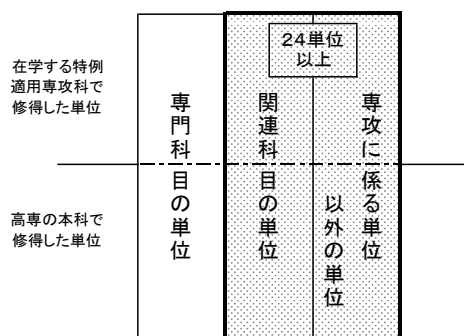 24単位
以上
在学する特例
適用専攻科で
修得した単位
高専の本科で
修得した単位
専門科目の単位
関連科目の単位
専攻に係る単位
以外の単位